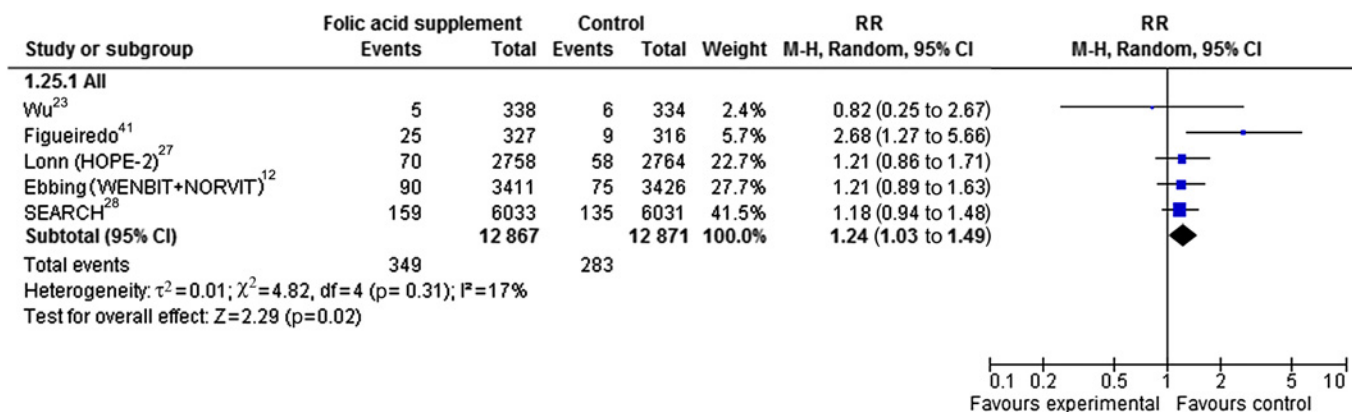 Folic acid supplement Control RR RR
Study or subgroup Events Total Events Total Weight M-H, Random, 95% CI M-H, Random, 95% CI
1.25.1 All
Wu23 5 338 6 334 2.4% 0.82 (0.25 to 2.67)
Figueiredo41 25 327 9 316 5.7% 2.68 (1.27 to 5.66)
Lonn (HOPE-2)27 70 2758 58 2764 22.7% 1.21 (0.86 to 1.71)
Ebbing (WENBIT+NORVIT)12 90 3411 75 3426 27.7% 1.21 (0.89 to 1.63)
SEARCH28 159 6033 135 6031 41.5% 1.18 (0.94 to 1.48)
Subtotal (95% CI) 12 867 12 871 100.0% 1.24 (1.03 to 1.49)
Total events 349 283
Heterogeneity: τ2=0.01; χ2=4.82, df=4 (p= 0.31); I²=17%
Test for overall effect: Z=2.29 (p=0.02)
0.1 0.2 0.5 1 2 5 10
Favours experimental Favours control